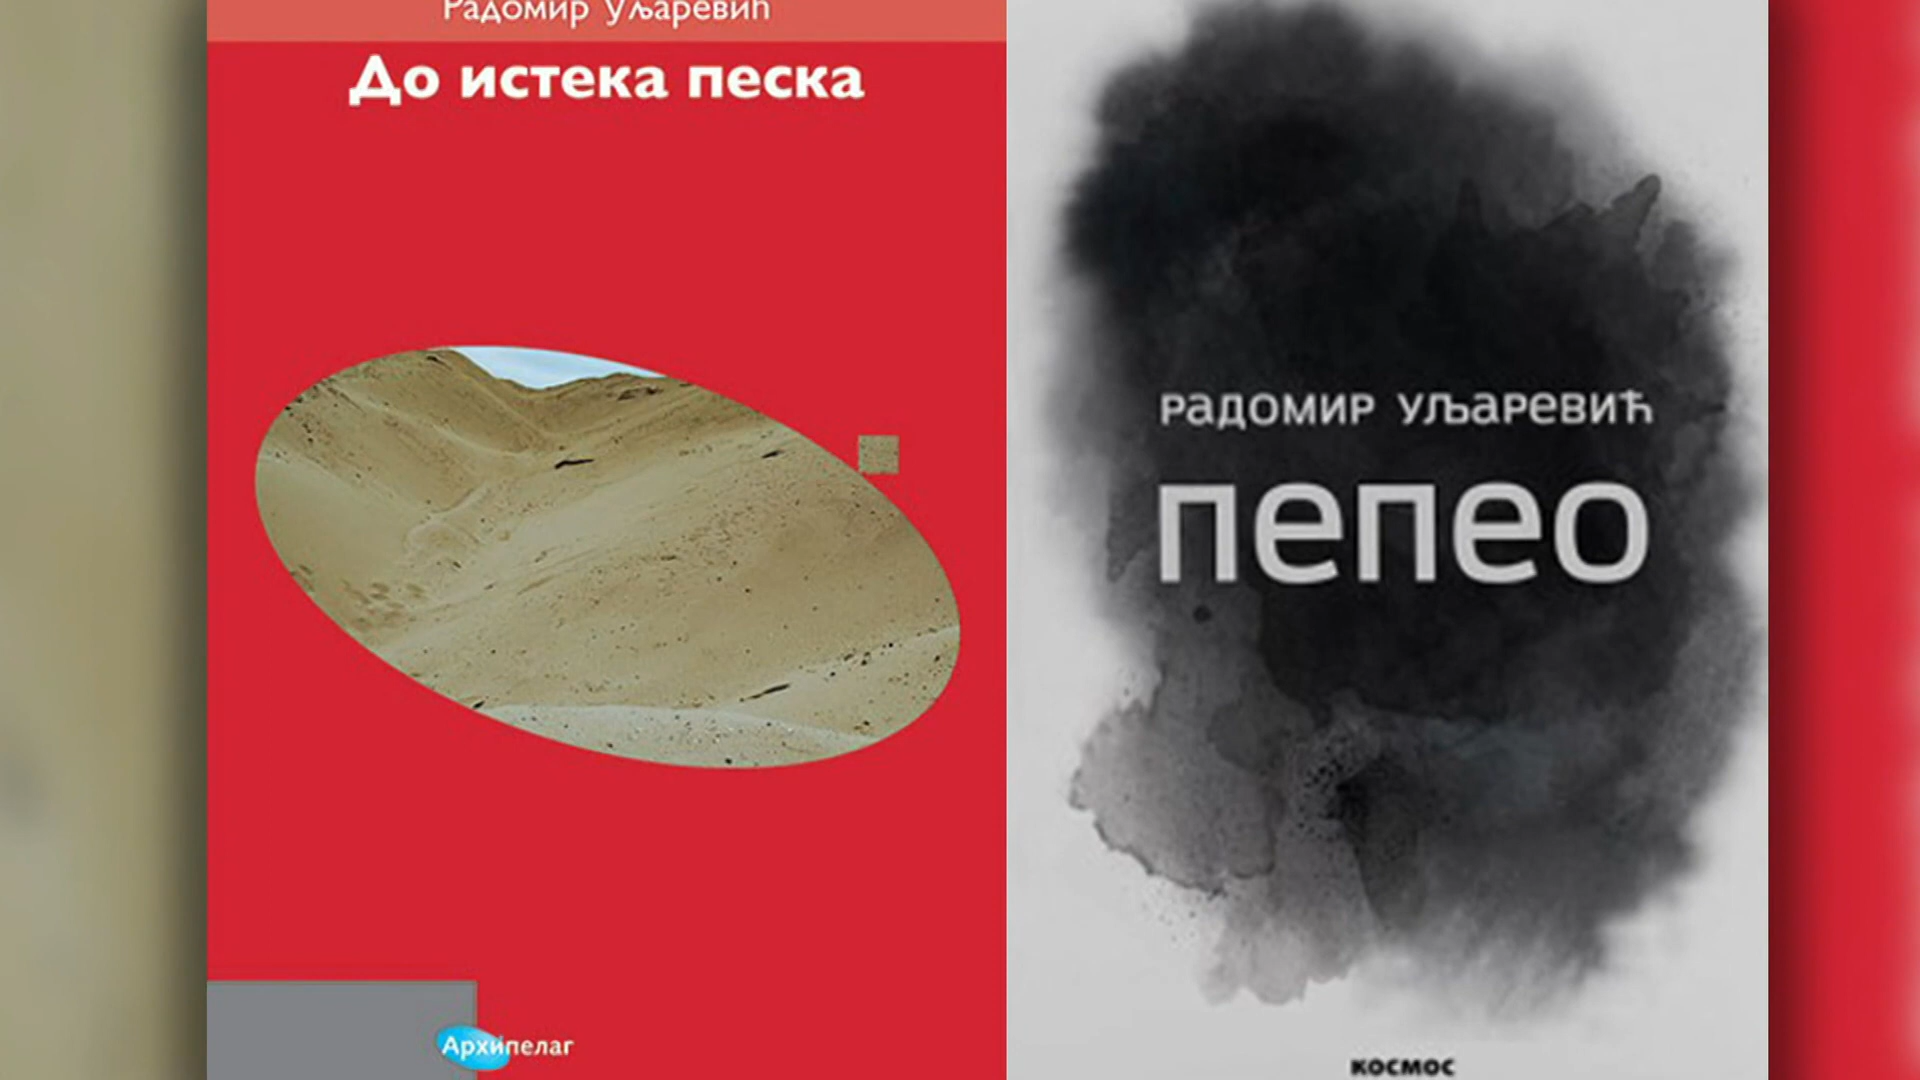 Радомир Уљаревић
До истека песка
Архипелаг
Радомир Уљаревић
пепео
космос